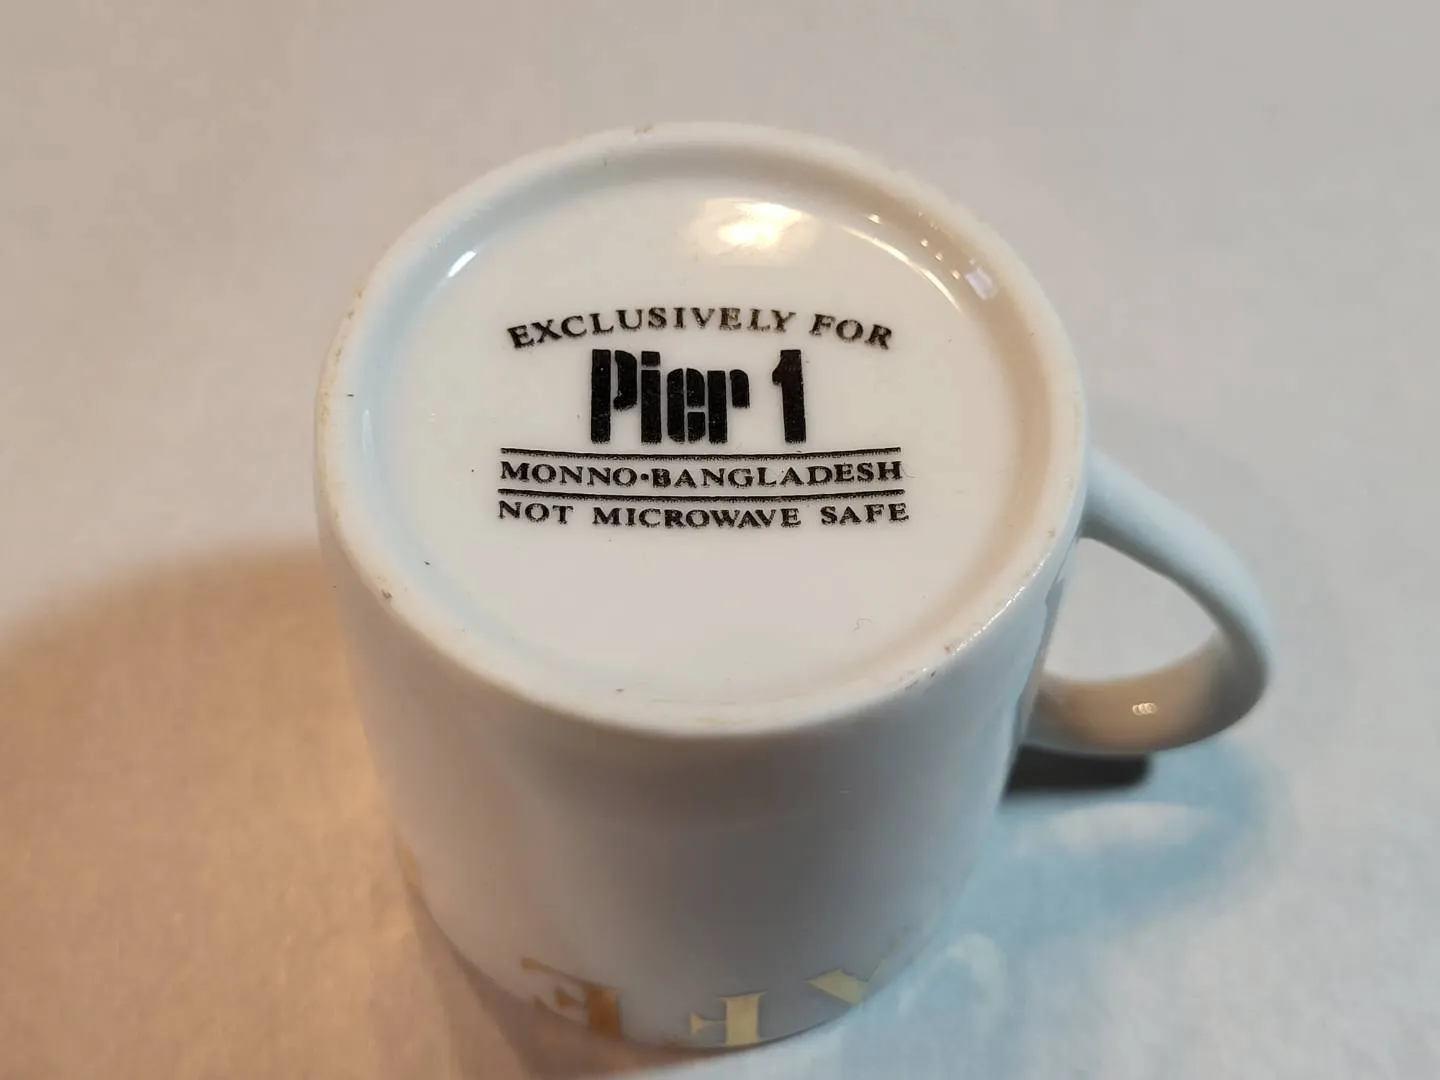 EXCLUSIVELY FOR
Pier 1
MONNO•BANGLADESH
NOT MICROWAVE SAFE